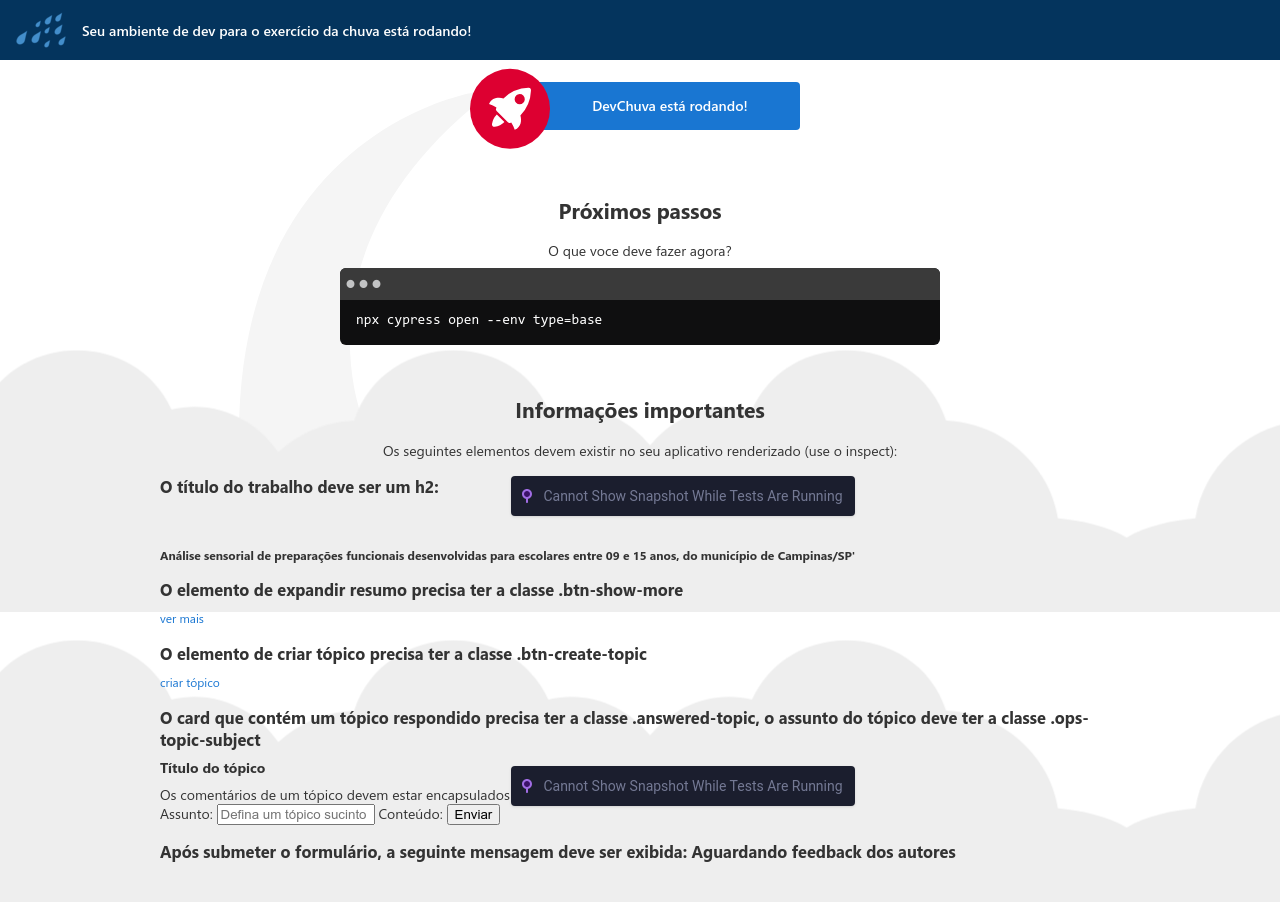 Seu ambiente de dev para o exercício da chuva está rodando!
DevChuva está rodando!
Próximos passos
O que voce deve fazer agora?
npx cypress open --env type=base
Informações importantes
Os seguintes elementos devem existir no seu aplicativo renderizado (use o inspect):
O título do trabalho deve ser um h2:
Cannot Show Snapshot While Tests Are Running
Análise sensorial de preparações funcionais desenvolvidas para escolares entre 09 e 15 anos, do município de Campinas/SP'
O elemento de expandir resumo precisa ter a classe .btn-show-more
ver mais
O elemento de criar tópico precisa ter a classe .btn-create-topic
criar tópico
O card que contém um tópico respondido precisa ter a classe .answered-topic, o assunto do tópico deve ter a classe .ops-
topic-subject
Título do tópico
Cannot Show Snapshot While Tests Are Running
Os comentários de um tópico devem estar encapsulados
Assunto: Defina um tópico sucinto Conteúdo: Enviar
Após submeter o formulário, a seguinte mensagem deve ser exibida: Aguardando feedback dos autores